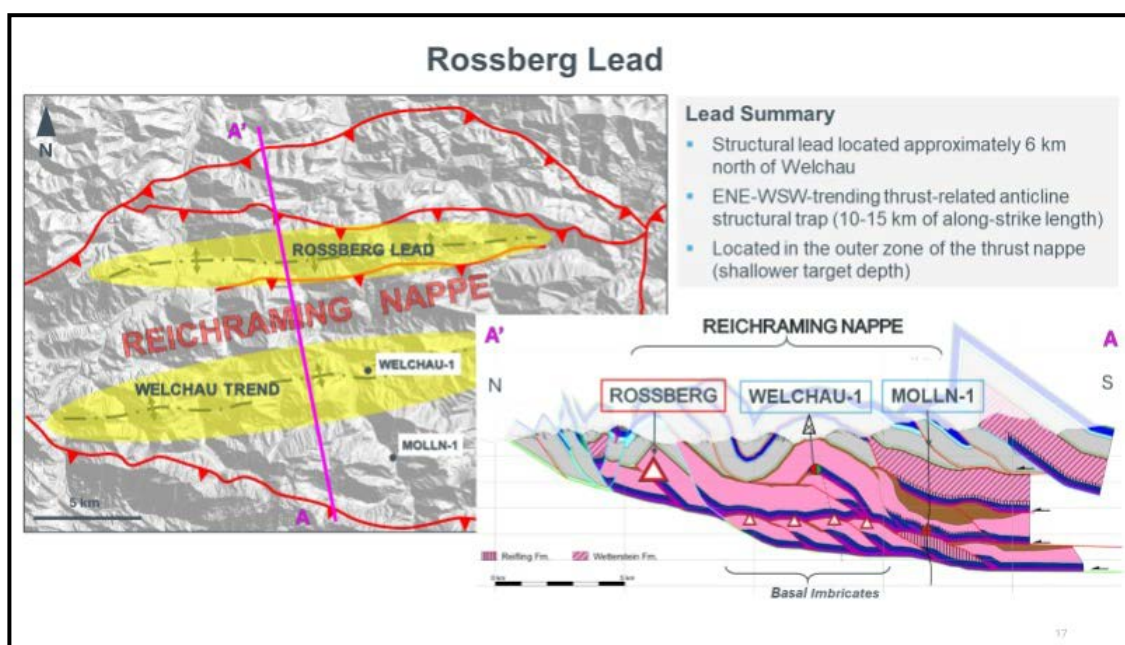 Rossberg Lead
A'
N
ROSSBERG LEAD
REICHRAMING NAPPE
WELCHAU-1
WELCHAU TREND
MOLLN-1
5 km
A
Lead Summary
▪ Structural lead located approximately 6 km
north of Welchau
▪ ENE-WSW-trending thrust-related anticline
structural trap (10-15 km of along-strike length)
▪ Located in the outer zone of the thrust nappe
(shallower target depth)
A'
REICHRAMING NAPPE
A
N
S
ROSSBERG
WELCHAU-1
MOLLN-1
Reifling Fm.
Wetterstein Fm.
0 km
5 km
Basal Imbricates
17